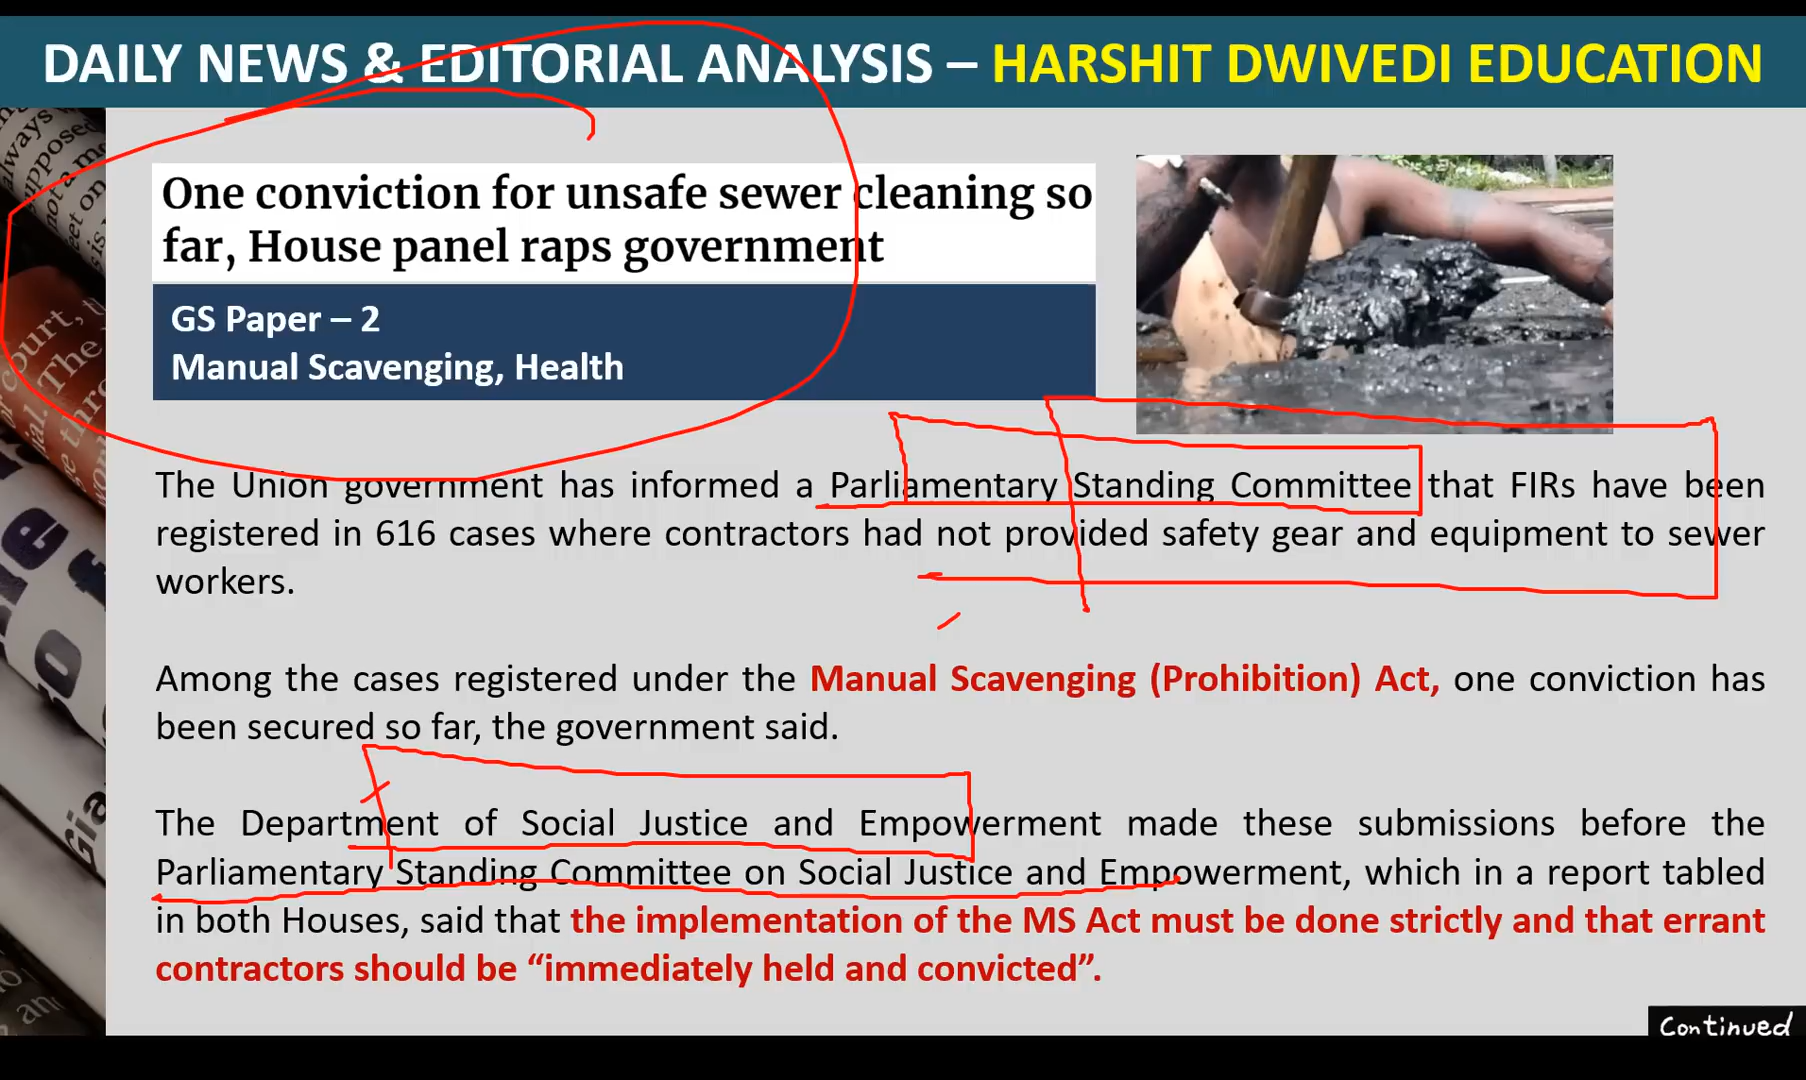 DAILY NEWS & EDITORIAL ANALYSIS – HARSHIT DWIVEDI EDUCATION
One conviction for unsafe sewer cleaning so
far, House panel raps government
GS Paper – 2
Manual Scavenging, Health
The Union government has informed a Parliamentary Standing Committee that FIRs have been
registered in 616 cases where contractors had not provided safety gear and equipment to sewer
workers.
Among the cases registered under the Manual Scavenging (Prohibition) Act, one conviction has
been secured so far, the government said.
The Department of Social Justice and Empowerment made these submissions before the
Parliamentary Standing Committee on Social Justice and Empowerment, which in a report tabled
in both Houses, said that the implementation of the MS Act must be done strictly and that errant
contractors should be “immediately held and convicted”.
Continued